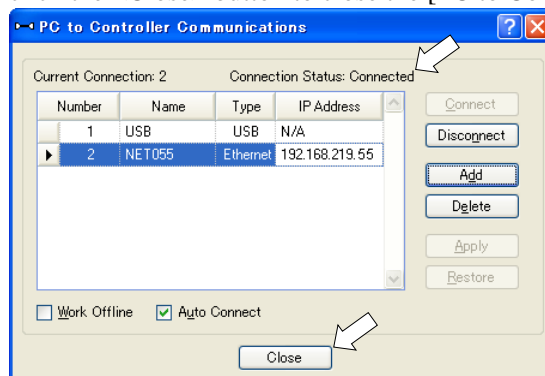 PC to Controller Communications
Current Connection: 2 Connection Status: Connected
Number Name Type IP Address
1 USB USB N/A
2 NET055 Ethernet 192.168.219.55
Connect
Disconnect
Add
Delete
Apply
Restore
Work Offline Auto Connect
Close